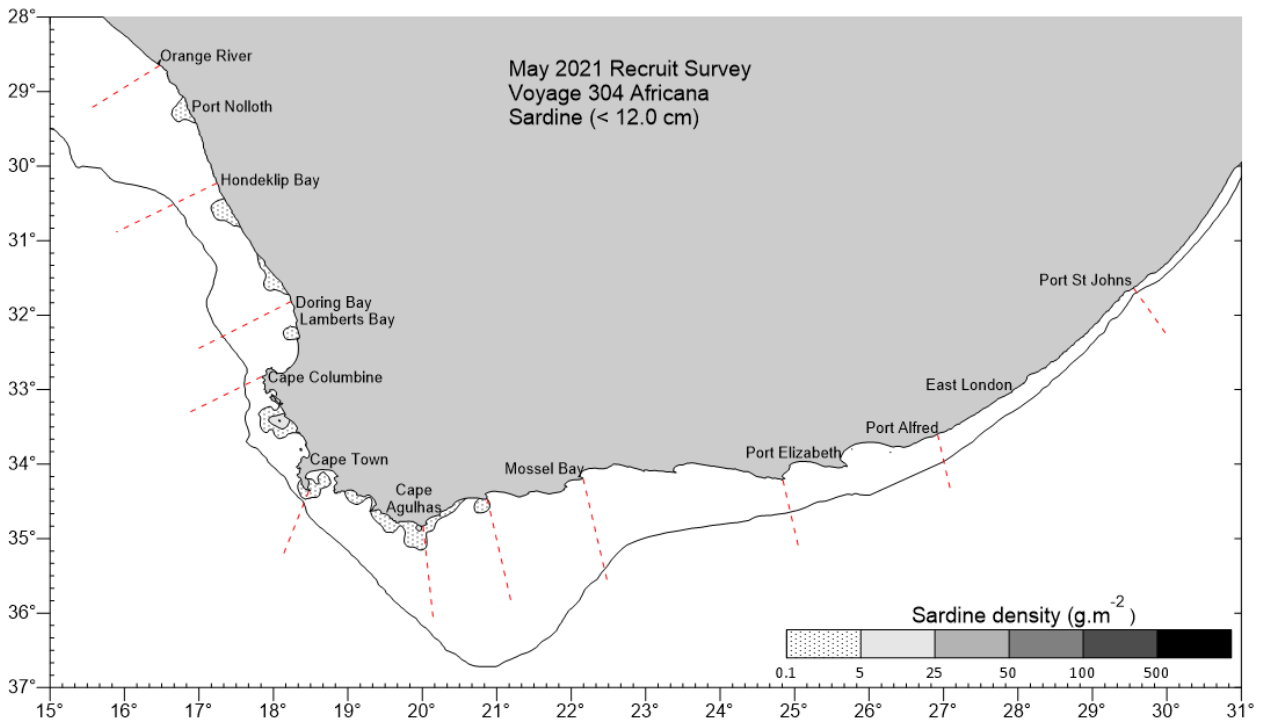 28°
29°
30°
31°
32°
33°
34°
35°
36°
37°
May 2021 Recruit Survey
Voyage 304 Africana
Sardine (< 12.0 cm)
Orange River
Port Nolloth
Hondeklip Bay
Doring Bay
Lamberts Bay
Cape Columbine
Cape Town
Cape
Agulhas
Mossel Bay
Port Elizabeth
Port Alfred
East London
Port St Johns
Sardine density (g.m-2)
0.1 5 25 50 100 500
15° 16° 17° 18° 19° 20° 21° 22° 23° 24° 25° 26° 27° 28° 29° 30° 31°